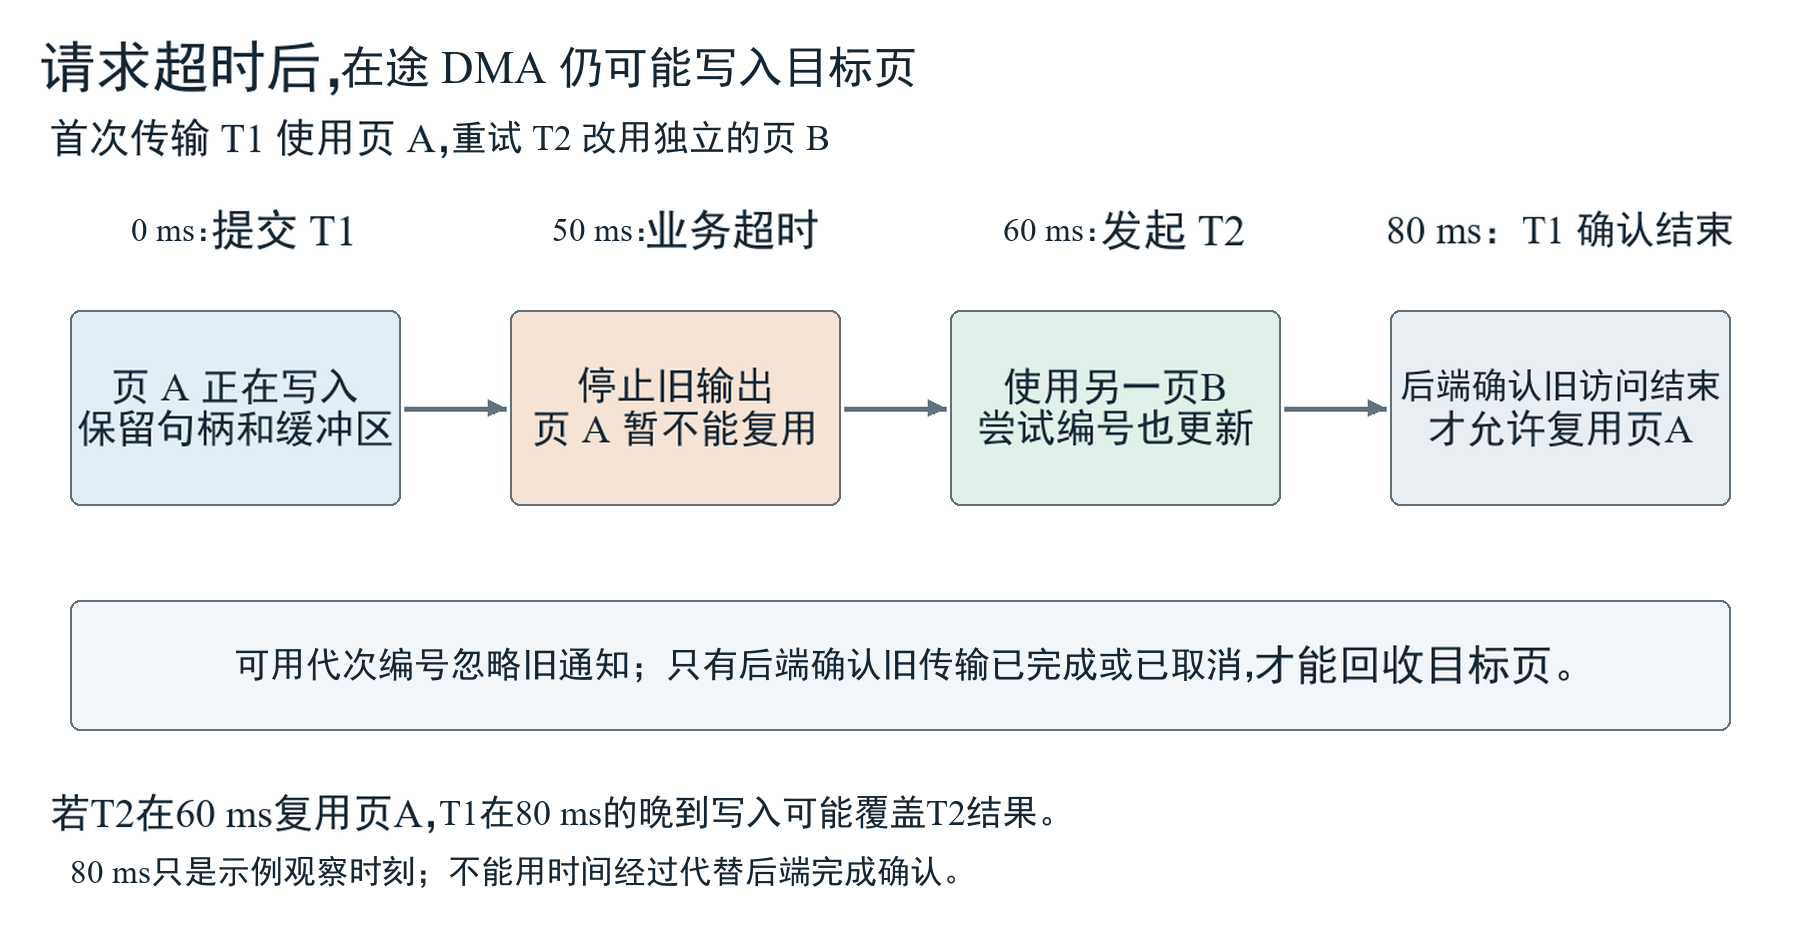 请求超时后,在途 DMA 仍可能写入目标页
首次传输 T1 使用页 A,重试 T2 改用独立的页 B
0 ms:提交 T1
50 ms:业务超时
60 ms:发起 T2
80 ms：T1 确认结束
页 A 正在写入
保留句柄和缓冲区
停止旧输出
页 A 暂不能复用
使用另一页B
尝试编号也更新
后端确认旧访问结束
才允许复用页A
可用代次编号忽略旧通知；只有后端确认旧传输已完成或已取消,才能回收目标页。
若T2在60 ms复用页A,T1在80 ms的晚到写入可能覆盖T2结果。
80 ms只是示例观察时刻；不能用时间经过代替后端完成确认。